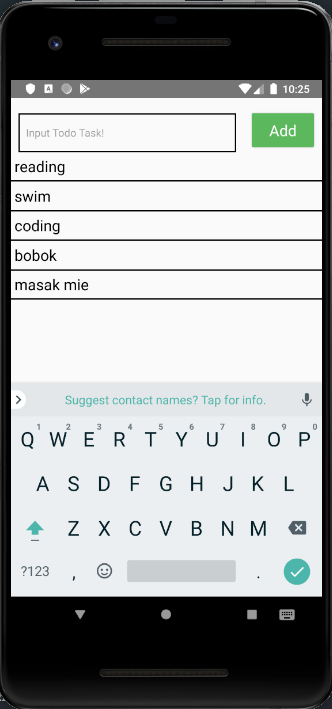 10:25
Input Todo Task!
Add
reading
swim
coding
bobok
masak mie
Suggest contact names? Tap for info.
1 2 3 4 5 6 7 8 9 0
Q W E R T Y U I O P
A S D F G H J K L
Z X C V B N M
?123 , .